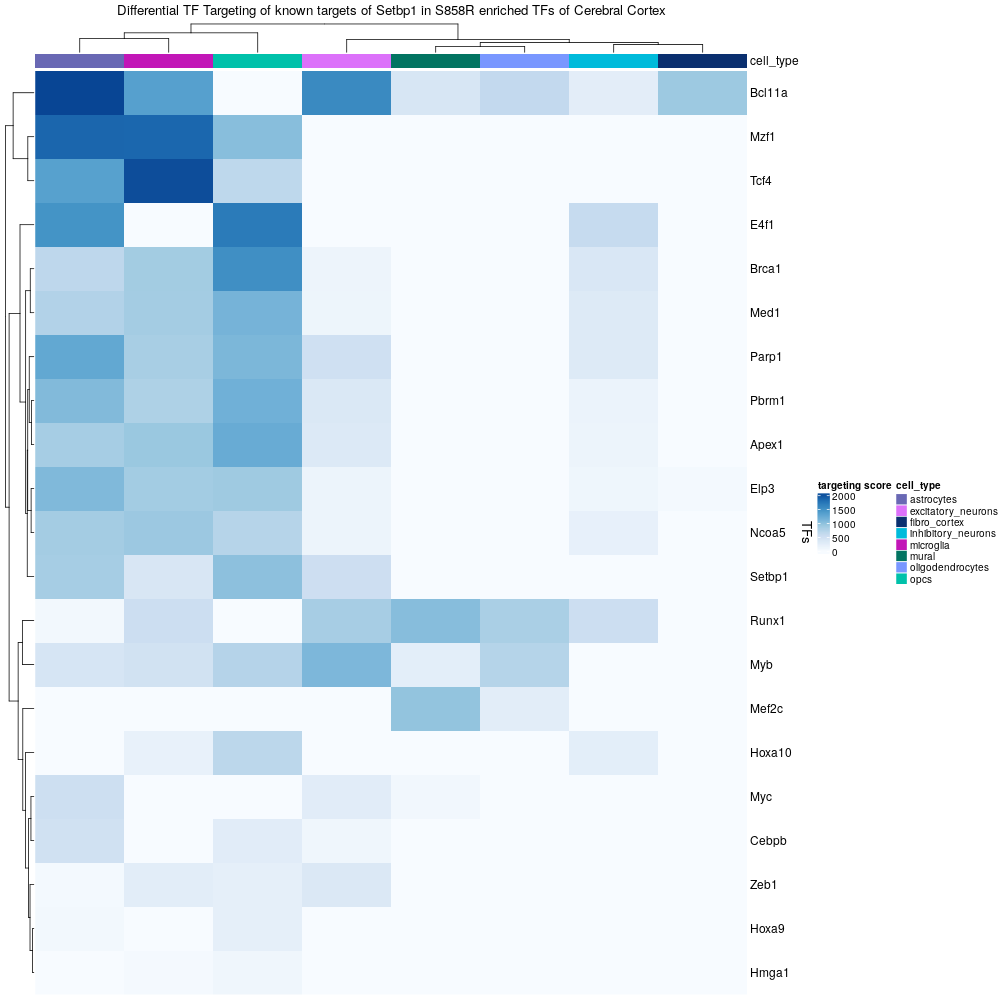 Differential TF Targeting of known targets of Setbp1 in S858R enriched TFs of Cerebral Cortex
cell_type
Bcl11a
Mzf1
Tcf4
E4f1
Brca1
Med1
Parp1
Pbrm1
Apex1
Elp3
Ncoa5
Setbp1
Runx1
Myb
Mef2c
Hoxa10
Myc
Cebpb
Zeb1
Hoxa9
Hmga1
TFs
targeting score
2000
1500
1000
500
0
cell_type
astrocytes
excitatory_neurons
fibro_cortex
inhibitory_neurons
microglia
mural
oligodendrocytes
opcs